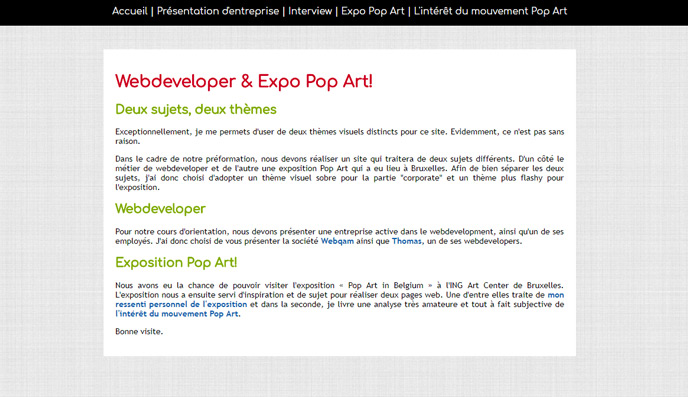 Accueil | Présentation d'entreprise | Interview | Expo Pop Art | L'intérêt du mouvement Pop Art
Webdeveloper & Expo Pop Art!
Deux sujets, deux thèmes
Exceptionnellement, je me permets d'user de deux thèmes visuels distincts pour ce site. Evidemment, ce n'est pas sans
raison.
Dans le cadre de notre préformation, nous devons réaliser un site qui traitera de deux sujets différents. D'un côté le
métier de webdeveloper et de l'autre une exposition Pop Art qui a eu lieu à Bruxelles. Afin de bien séparer les deux
sujets, j'ai donc choisi d'adopter un thème visuel sobre pour la partie "corporate" et un thème plus flashy pour
l'exposition.
Webdeveloper
Pour notre cours d'orientation, nous devons présenter une entreprise active dans le webdevelopment, ainsi qu'un de ses
employés. J'ai donc choisi de vous présenter la société Webqam ainsi que Thomas, un de ses webdevelopers.
Exposition Pop Art!
Nous avons eu la chance de pouvoir visiter l'exposition « Pop Art in Belgium » à l'ING Art Center de Bruxelles.
L'exposition nous a ensuite servi d'inspiration et de sujet pour réaliser deux pages web. Une d'entre elles traite de mon
ressenti personnel de l'exposition et dans la seconde, je livre une analyse très amateure et tout à fait subjective de
l'intérêt du mouvement Pop Art.
Bonne visite.